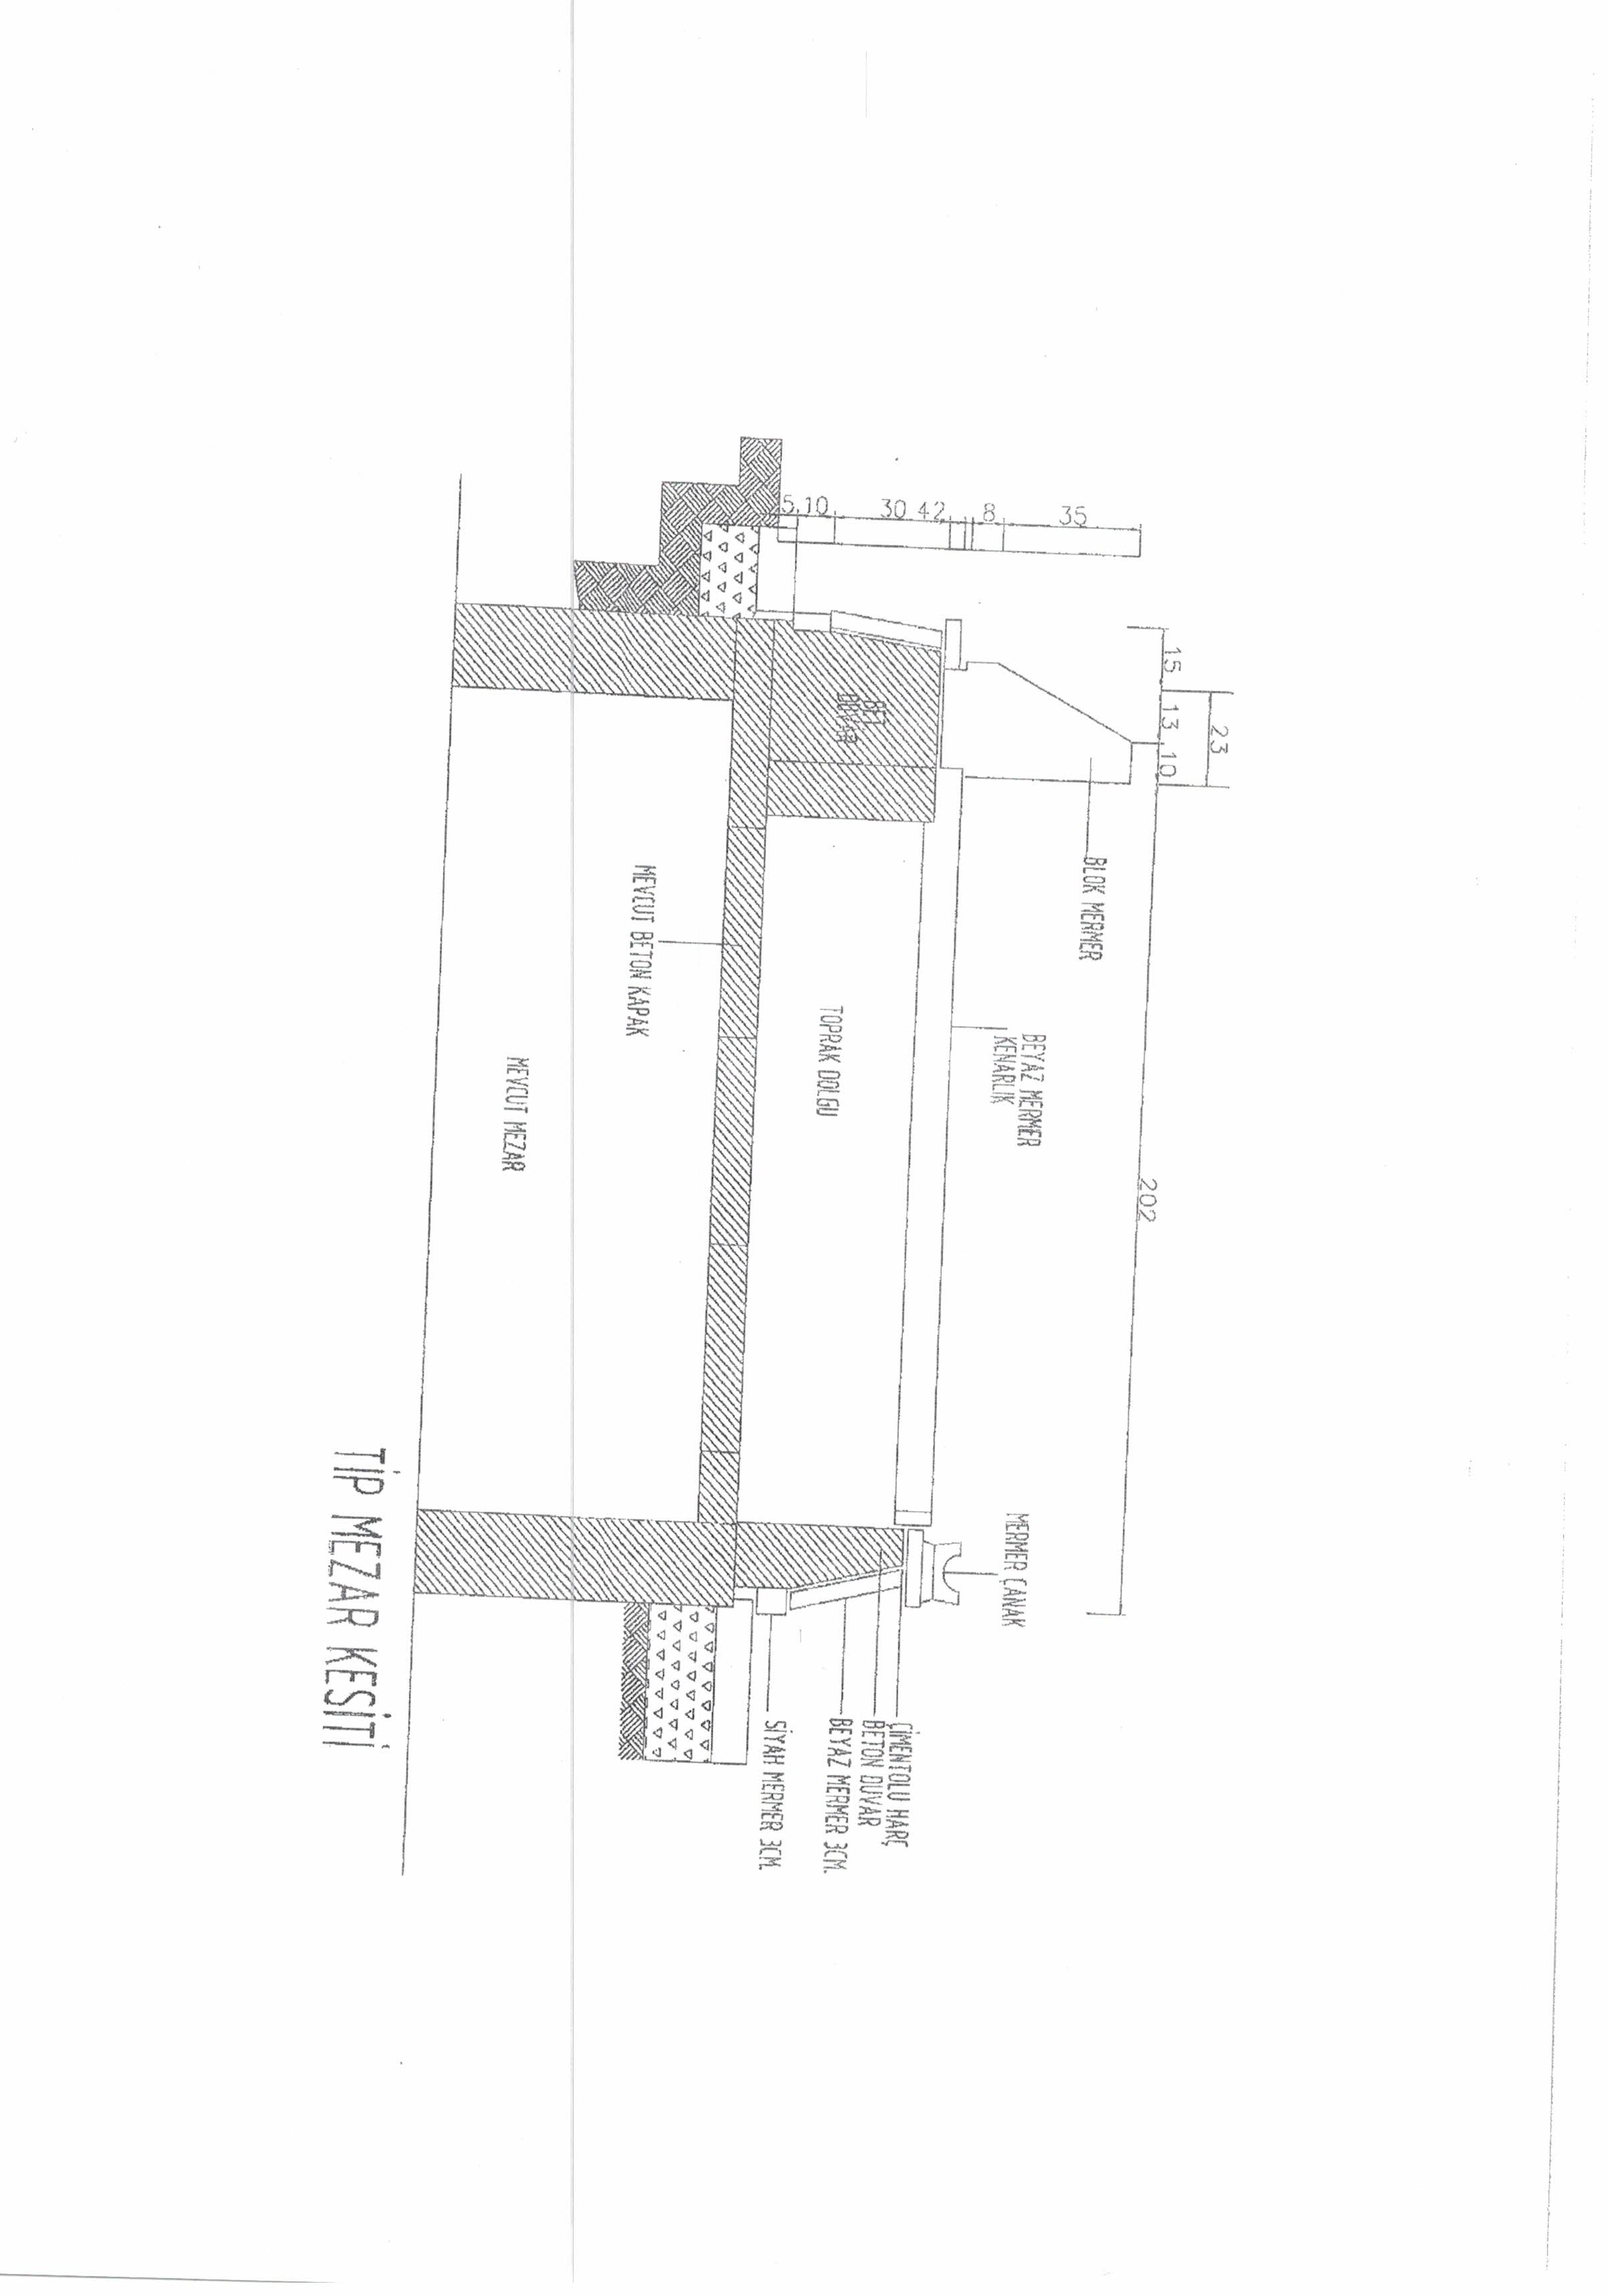 23
15
13
10
202
35
8
42
30
10
5
BLOK MERMER
BEYAZ MERMER
KENARLIK
MERMER ÇANAK
BET
DUVAR
TOPRAK DOLGU
MEVCUT BETON KAPAK
MEVCUT MEZAR
ÇİMENTOLU HARÇ
BETON DUVAR
BEYAZ MERMER 3CM.
SİYAH MERMER 3CM.
TİP MEZAR KESİTİ